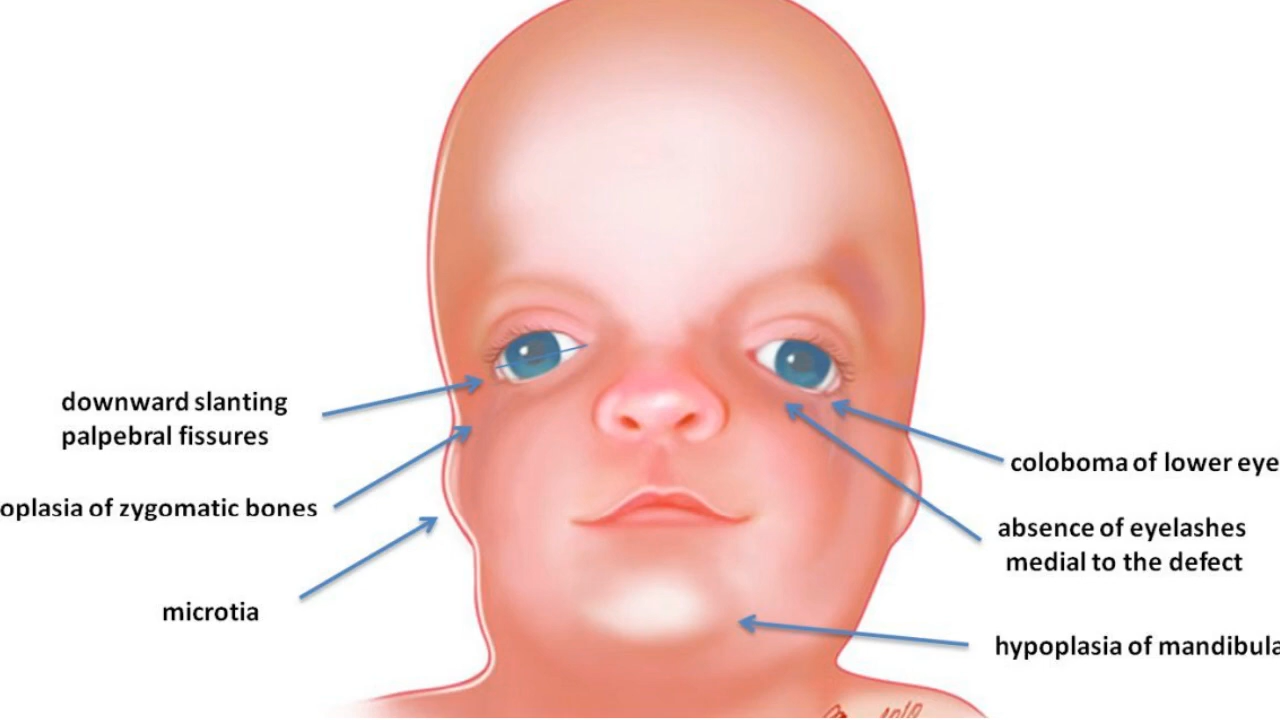 downward slanting
palpebral fissures
oplasia of zygomatic bones
microtia
coloboma of lower eye
absence of eyelashes
medial to the defect
hypoplasia of mandibula